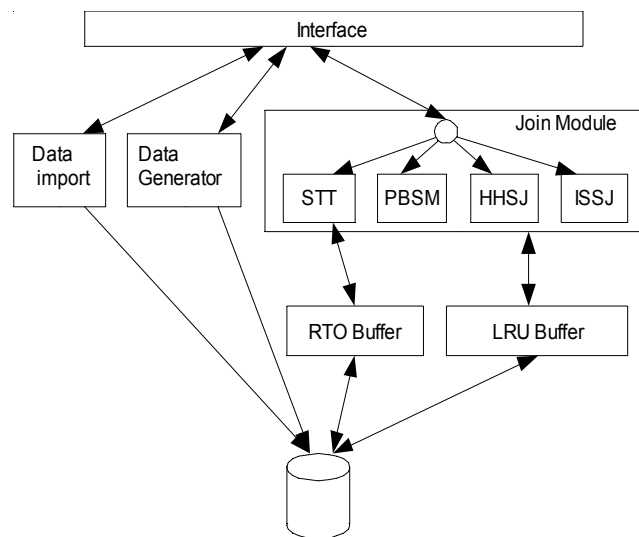 Interface
Join Module
Data
import
Data
Generator
STT
PBSM
HHSJ
ISSJ
RTO Buffer
LRU Buffer